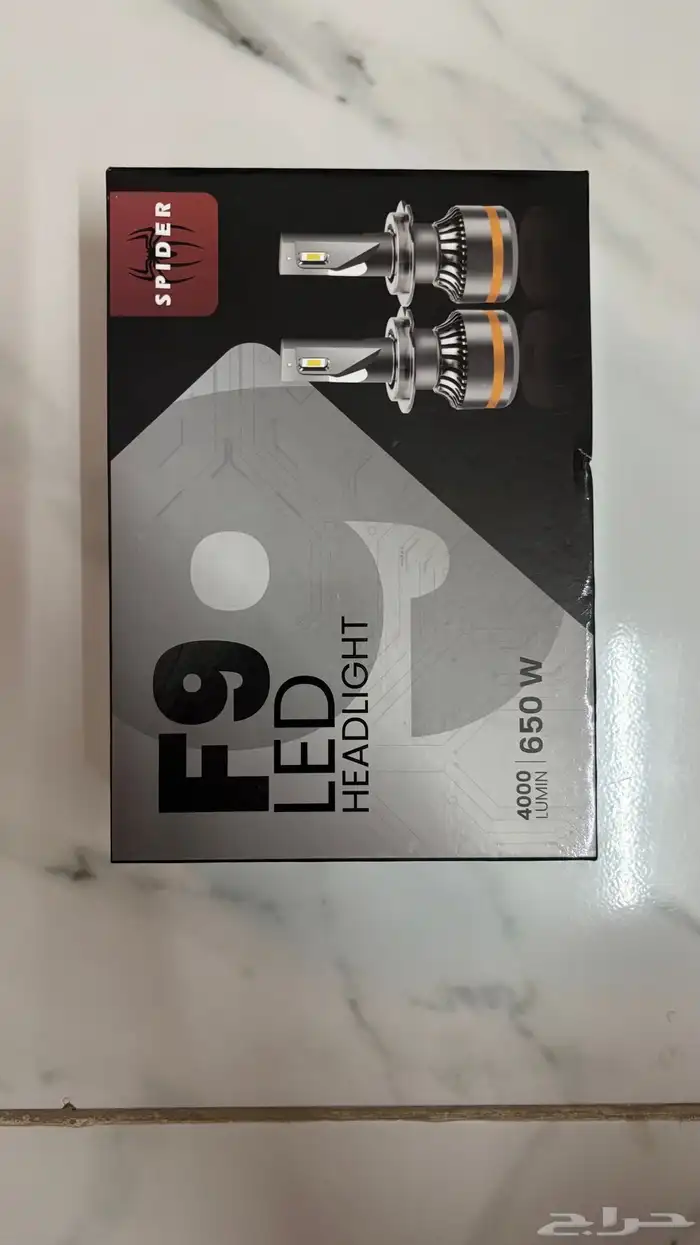 SPIDER
F9
LED
HEADLIGHT
4000
LUMIN
650 W
حراج